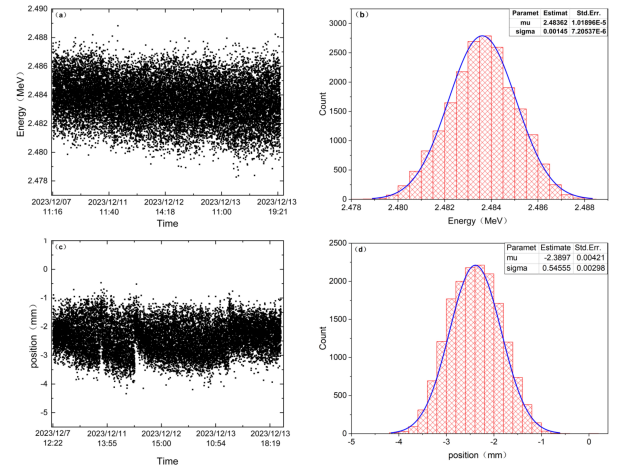 (a)
2.490
2.488
2.486
2.484
2.482
2.480
2.478
Energy (MeV)
2023/12/07 2023/12/11 2023/12/12 2023/12/13 2023/12/13
11:16 11:40 14:18 11:00 19:21
Time
(b)
Paramet Estimat Std.Err.
mu 2.48362 1.01896E-5
sigma 0.00145 7.20537E-6
3000
2500
2000
1500
1000
500
0
Count
2.478 2.480 2.482 2.484 2.486 2.488
Energy (MeV)
(c)
1
0
-1
-2
-3
-4
-5
position (mm)
2023/12/7 2023/12/11 2023/12/12 2023/12/13 2023/12/13
12:22 13:55 15:00 10:54 18:19
Time
(d)
Paramet Estimate Std.Err.
mu -2.3897 0.00421
sigma 0.54555 0.00298
2500
2000
1500
1000
500
0
Count
-5 -4 -3 -2 -1 0
position (mm)